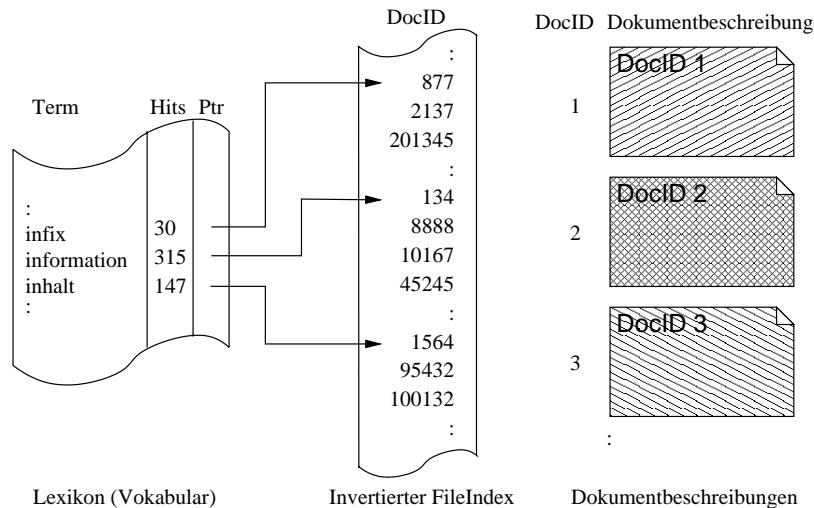 DocID
DocID Dokumentbeschreibung
Term Hits Ptr
:
infix 30
information 315
inhalt 147
:
:
877
2137
201345
:
134
8888
10167
45245
:
1564
95432
100132
:
1 DocID 1
2 DocID 2
3 DocID 3
:
Lexikon (Vokabular)
Invertierter FileIndex
Dokumentbeschreibungen